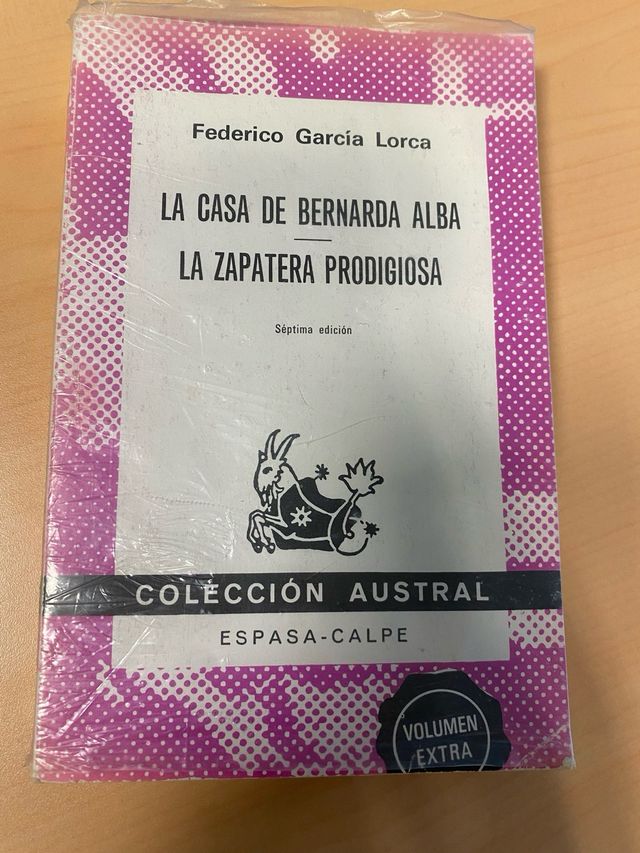 Federico García Lorca
LA CASA DE BERNARDA ALBA
LA ZAPATERA PRODIGIOSA
Séptima edición
COLECCIÓN AUSTRAL
ESPASA-CALPE
VOLUMEN
EXTRA